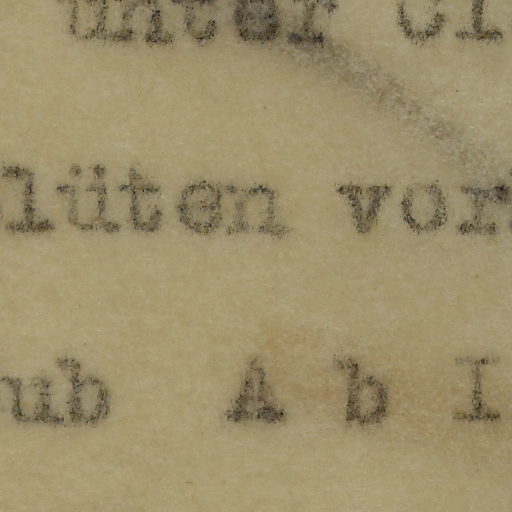 unter
lüten vor
ub A b I